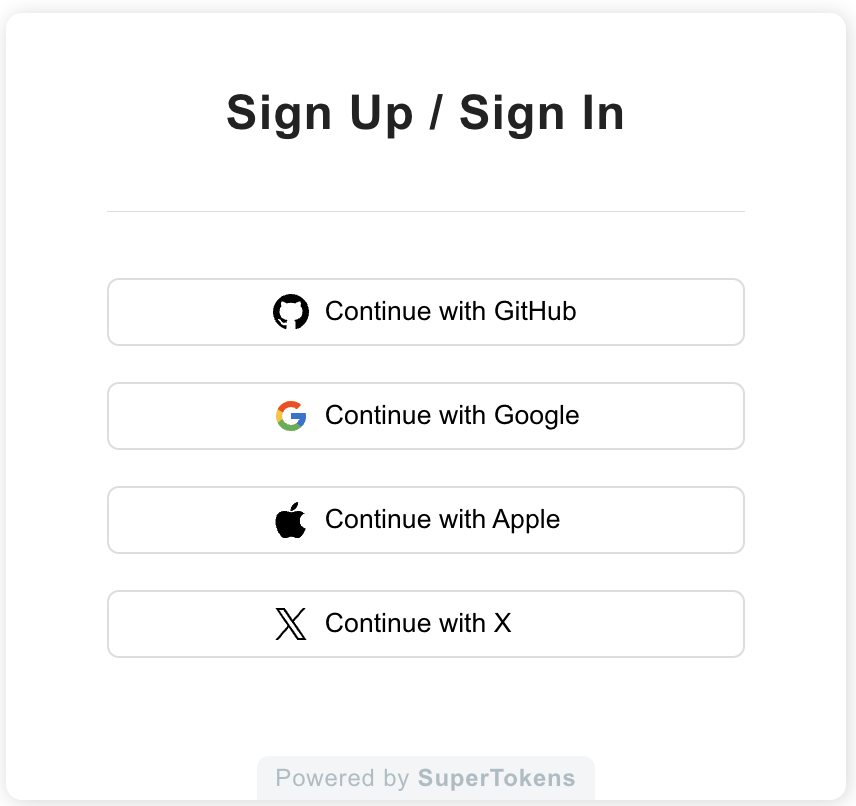 Sign Up / Sign In
Continue with GitHub
Continue with Google
Continue with Apple
Continue with X
Powered by SuperTokens